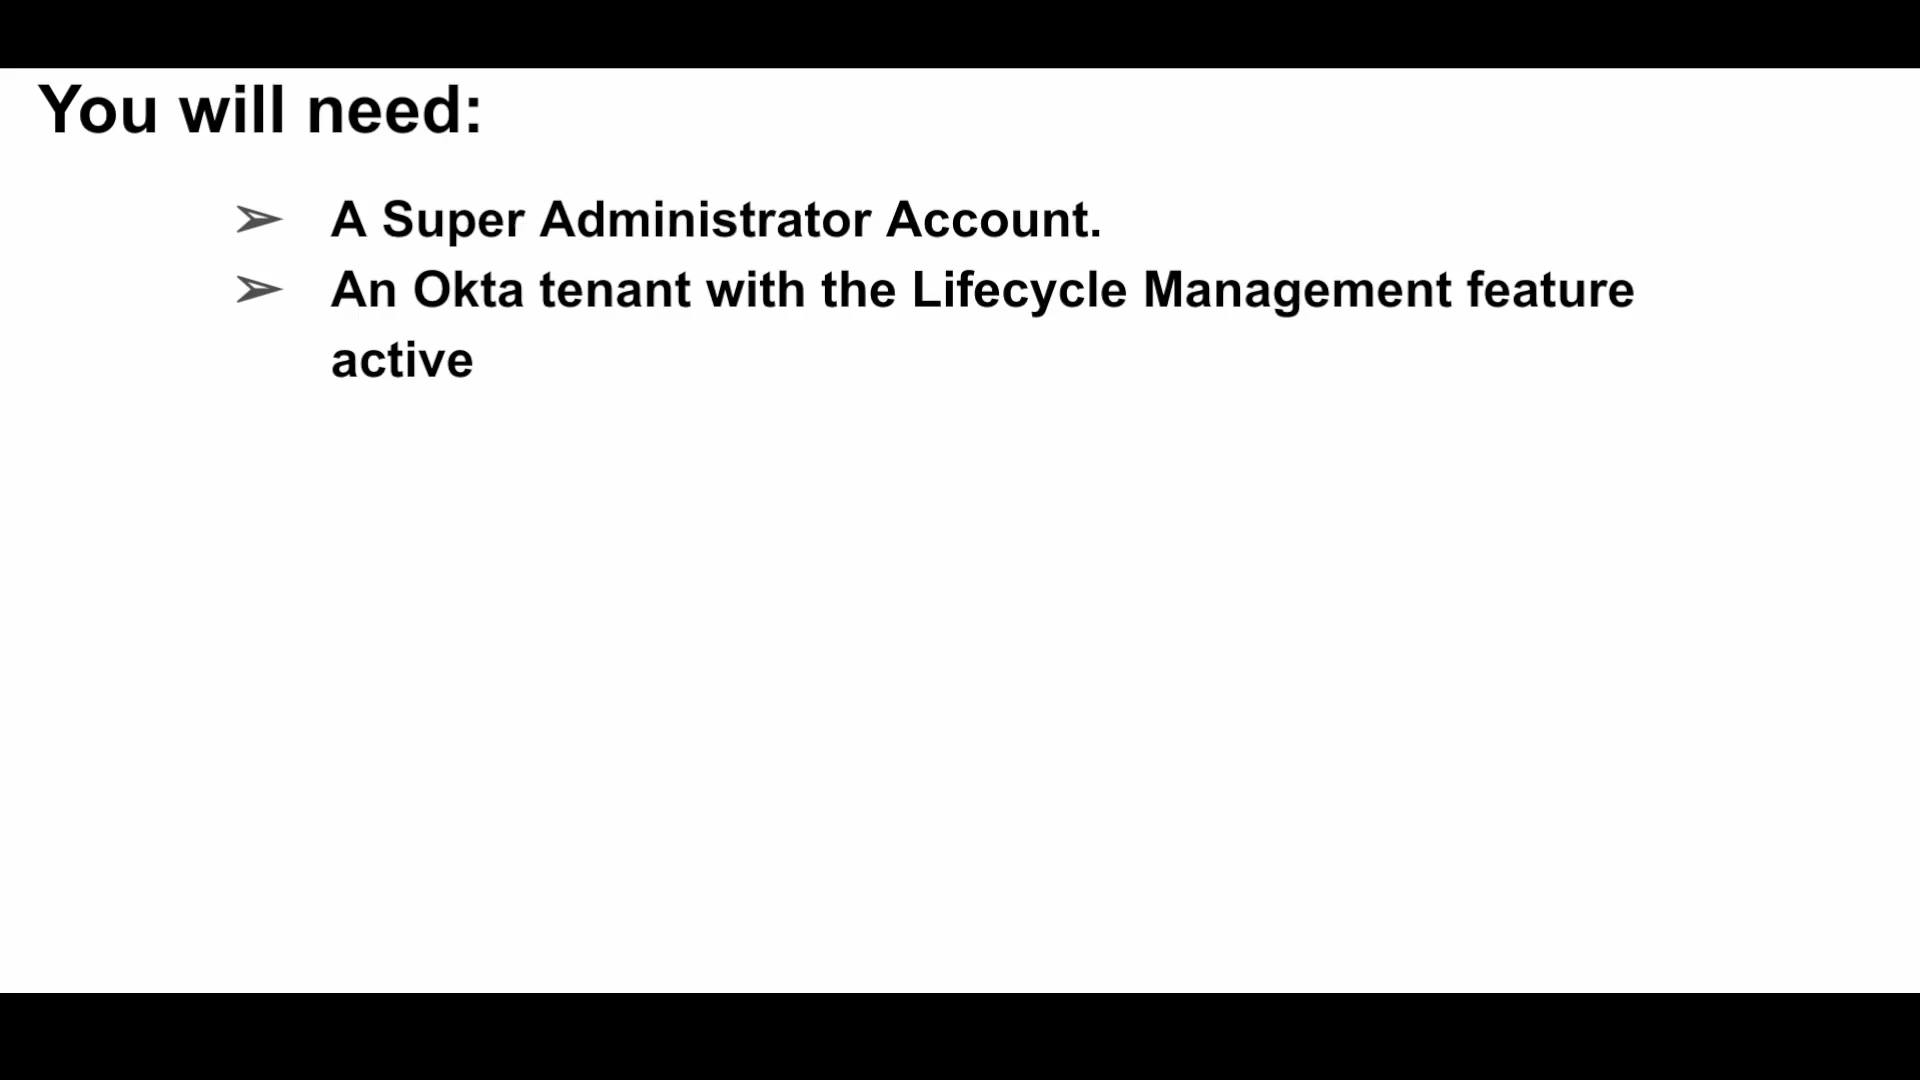 You will need:
➢ A Super Administrator Account.
➢ An Okta tenant with the Lifecycle Management feature
active